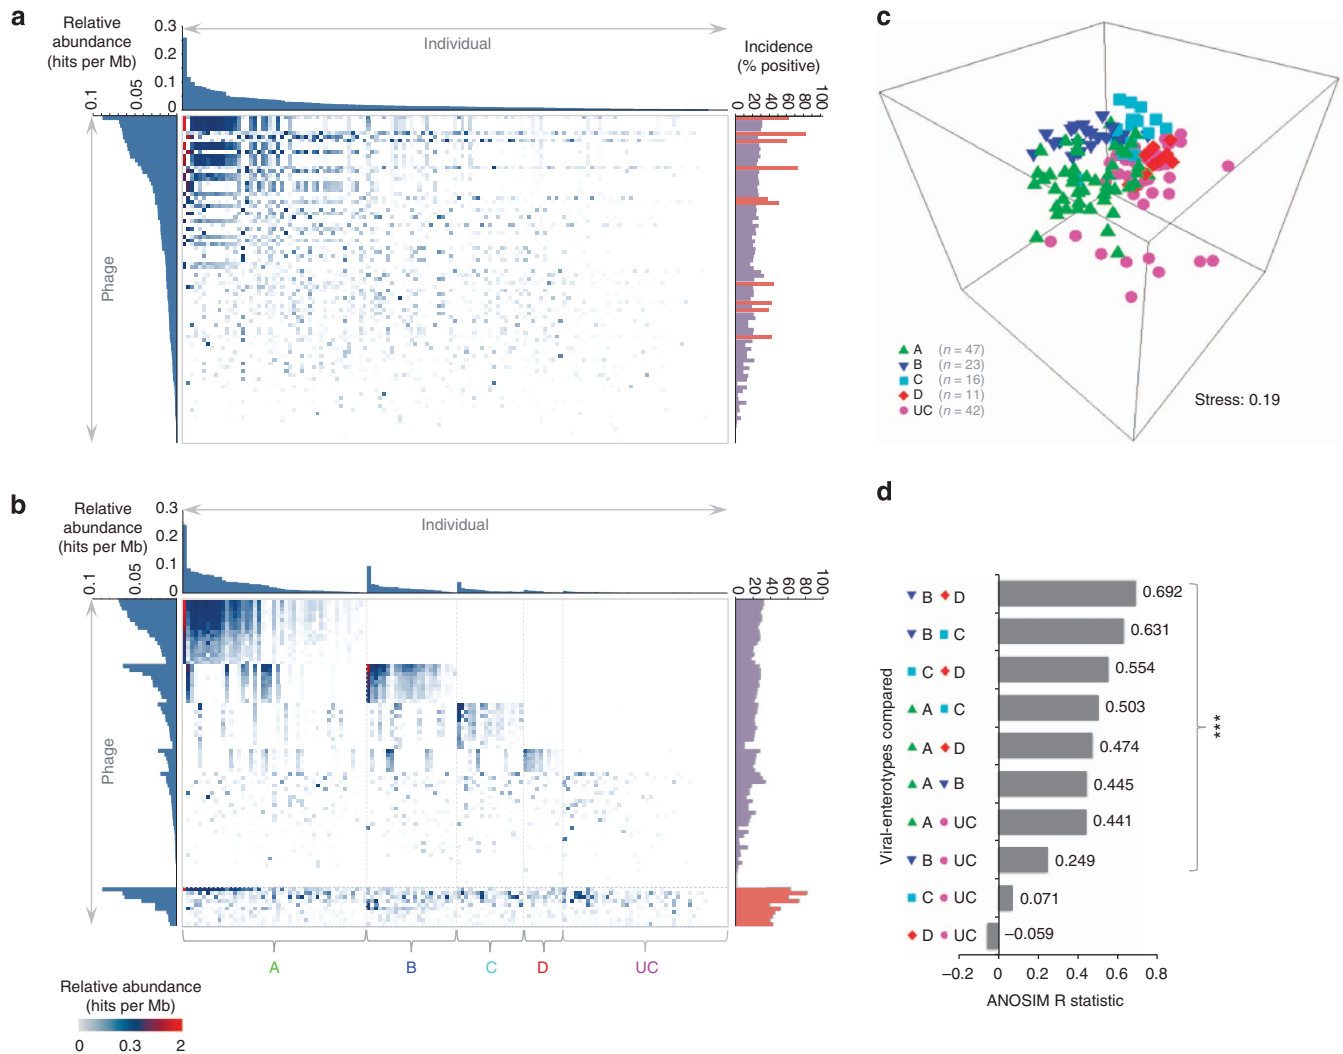 a
Relative
abundance
(hits per Mb)
0.3
0.2
0.1
0
Individual
0.1
0.05
Incidence
(% positive)
0
20
40
60
80
100
Phage
b
Relative
abundance
(hits per Mb)
0.3
0.2
0.1
0
Individual
0.1
0.05
0
20
40
60
80
100
Phage
A
B
C
D
UC
Relative abundance
(hits per Mb)
0 0.3 2
c
A (n = 47)
B (n = 23)
C (n = 16)
D (n = 11)
UC (n = 42)
Stress: 0.19
d
Viral-enterotypes compared
B D 0.692
B C 0.631
C D 0.554
A C 0.503
A D 0.474
A B 0.445
A UC 0.441
B UC 0.249
C UC 0.071
D UC –0.059
***
–0.2 0 0.2 0.4 0.6 0.8
ANOSIM R statistic